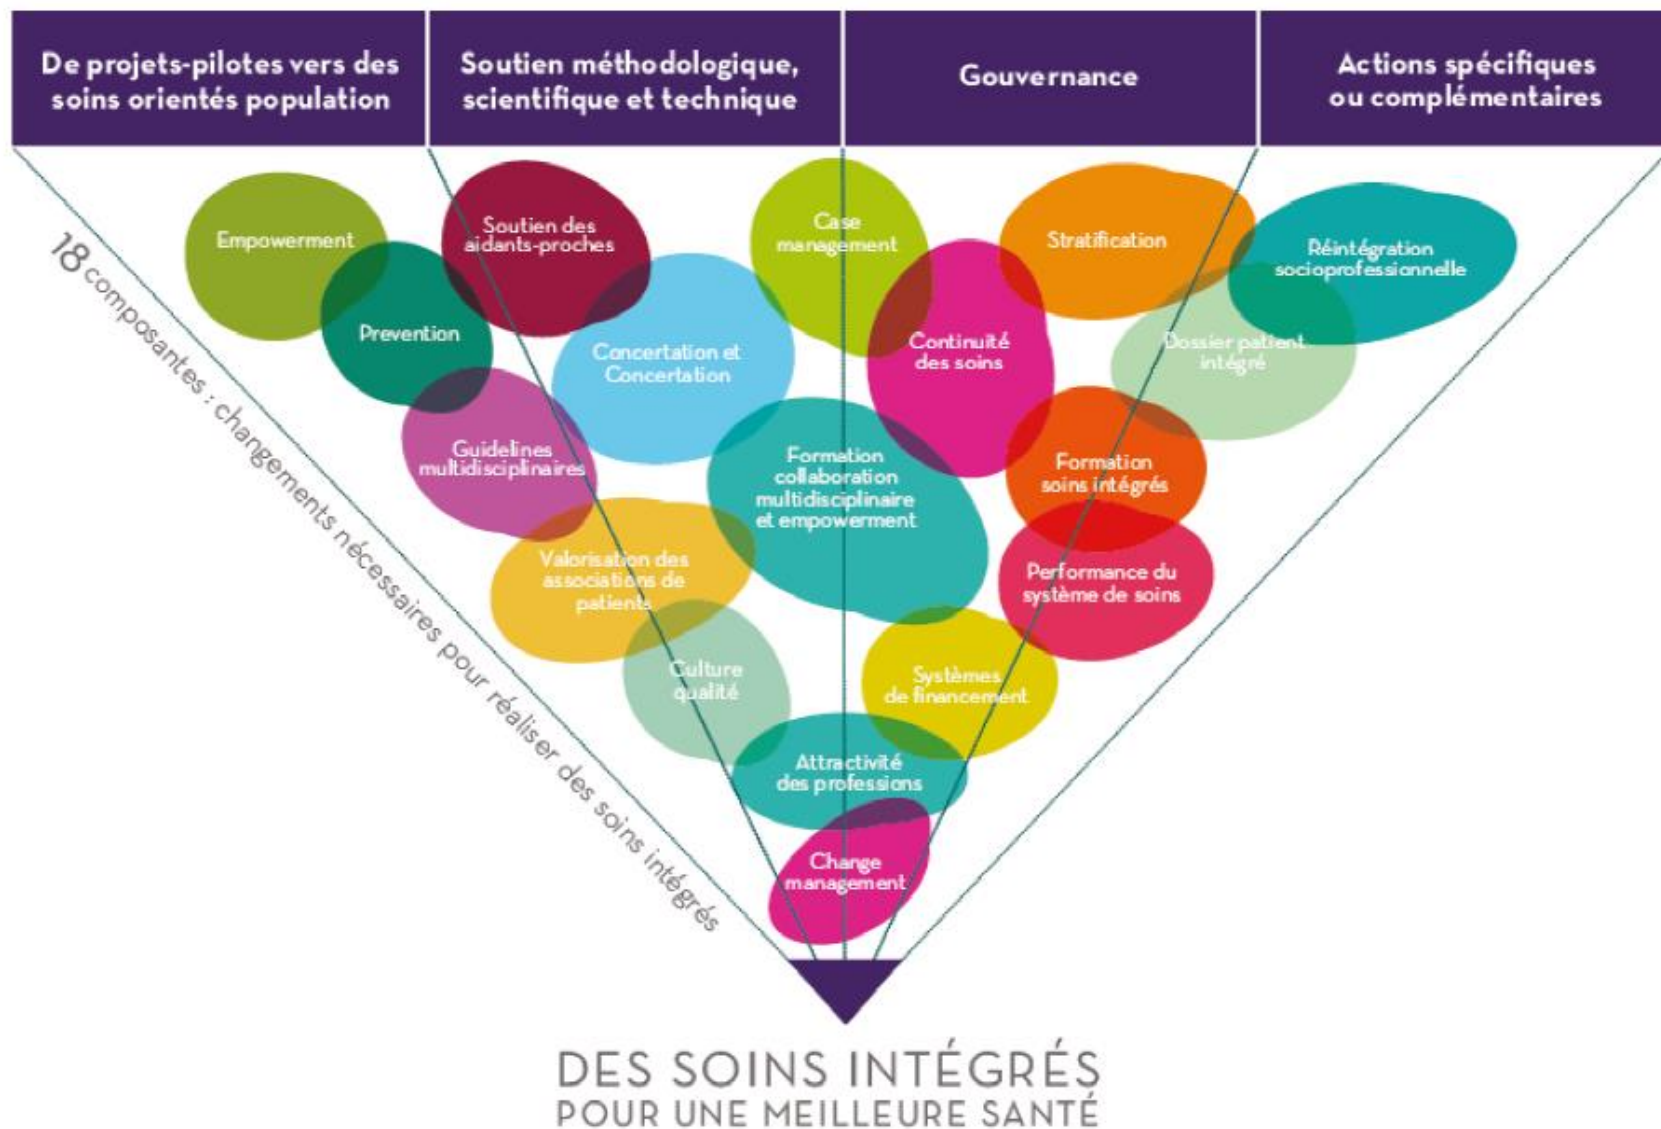 De projets-pilotes vers des
soins orientés population
Soutien méthodologique,
scientifique et technique
Gouvernance
Actions spécifiques
ou complémentaires
18 composantes : changements nécessaires pour réaliser des soins intégrés
Empowerment
Soutien des
aidants-proches
Case
management
Stratification
Réintégration
socioprofessionnelle
Prevention
Concertation et
Concertation
Continuité
des soins
Dossier patient
intégré
Guidelines
multidisciplinaires
Formation
collaboration
multidisciplinaire
et empowerment
Formation
soins intégrés
Valorisation des
associations de
patients
Performance du
système de soins
Culture
qualité
Systèmes
de financement
Attractivité
des professions
Change
management
DES SOINS INTÉGRÉS
POUR UNE MEILLEURE SANTÉ